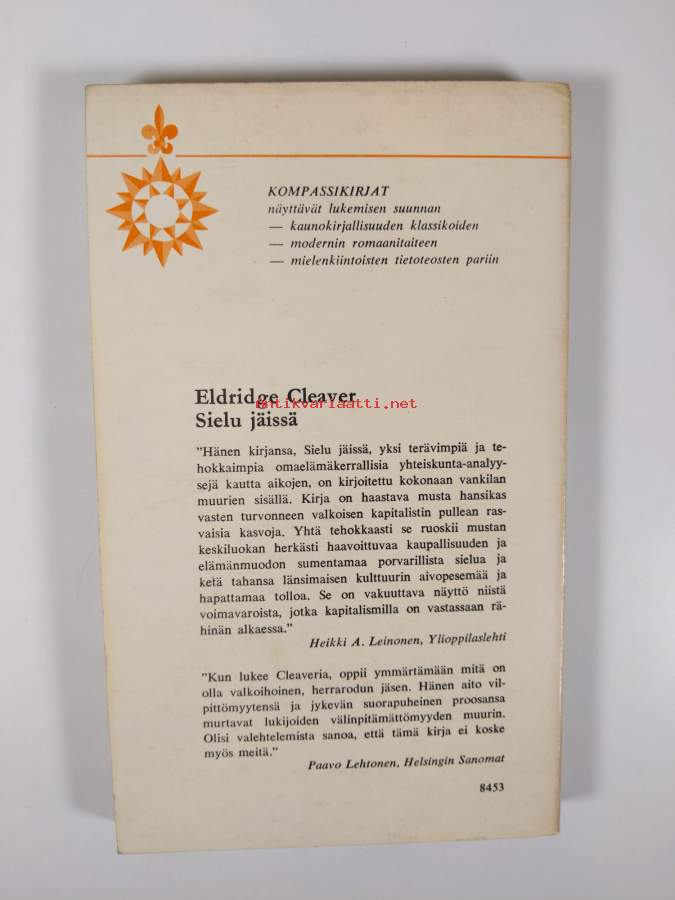 KOMPASSIKIRJAT
näyttävät lukemisen suunnan
— kaunokirjallisuuden klassikoiden
— modernin romaanitaiteen
— mielenkiintoisten tietoteosten pariin
Eldridge Cleaver
antikvariaatti.net
Sielu jäissä
"Hänen kirjansa, Sielu jäissä, yksi terävimpiä ja te-
hokkaimpia omaelämäkerrallisia yhteiskunta-analyy-
sejä kautta aikojen, on kirjoitettu kokonaan vankilan
muurien sisällä. Kirja on haastava musta hansikas
vasten turvonneen valkoisen kapitalistin pullean ras-
vaisia kasvoja. Yhtä tehokkaasti se ruoskii mustan
keskiluokan herkästi haavoittuvaa kaupallisuuden ja
elämänmuodon sumentamaa porvarillista sielua ja
ketä tahansa länsimaisen kulttuurin aivopesemää ja
hapattamaa tolloa. Se on vakuuttava näyttö niistä
voimavaroista, jotka kapitalismilla on vastassaan rä-
hinän alkaessa."
Heikki A. Leinonen, Ylioppilaslehti
"Kun lukee Cleaveria, oppii ymmärtämään mitä on
olla valkoihoinen, herrarodun jäsen. Hänen aito vil-
pittömyytensä ja jykevän suorapuheinen proosansa
murtavat lukijoiden välinpitämättömyyden muurin.
Olisi valehtelemista sanoa, että tämä kirja ei koske
myös meitä."
Paavo Lehtonen, Helsingin Sanomat
8453